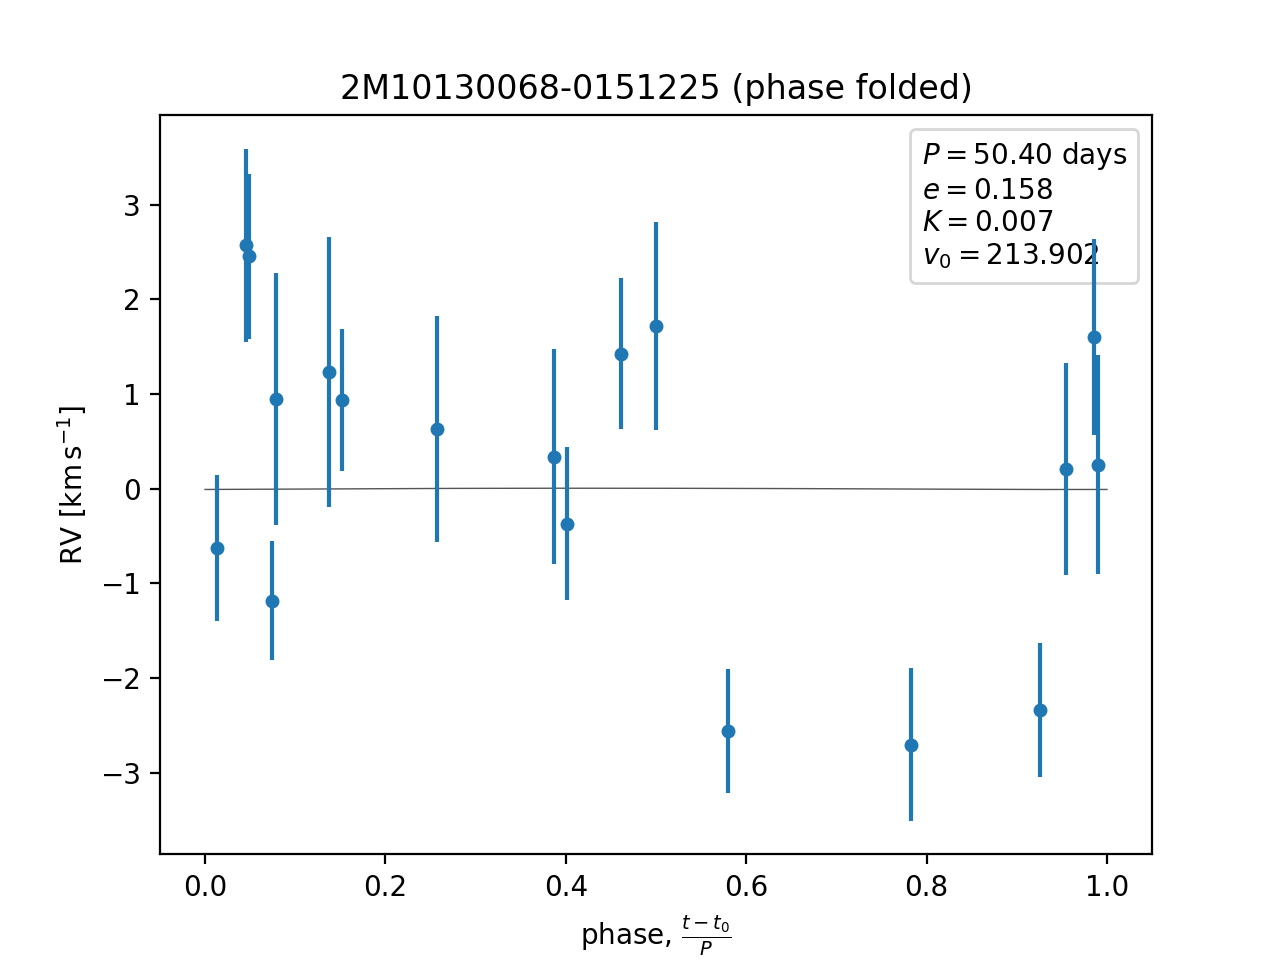 2M10130068-0151225 (phase folded)
P = 50.40 days
e = 0.158
K = 0.007
v₀ = 213.902
RV [km s⁻¹]
3
2
1
0
−1
−2
−3
0.0 0.2 0.4 0.6 0.8 1.0
phase, (t − t₀)/P